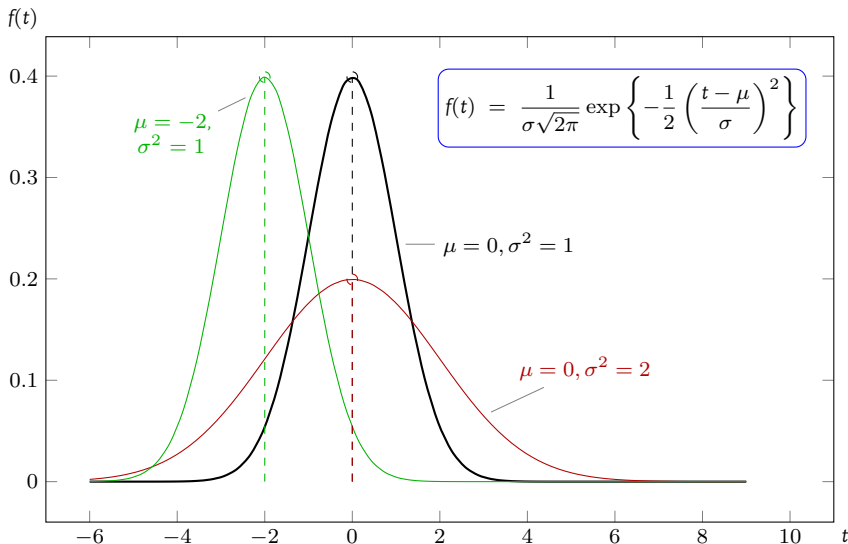 f(t)
0.4
0.3
0.2
0.1
0
−6 −4 −2 0 2 4 6 8 10 t
μ = −2,
σ² = 1
f(t) = 1/(σ√2π) exp {−1/2 ((t − μ)/σ)²}
μ = 0, σ² = 1
μ = 0, σ² = 2